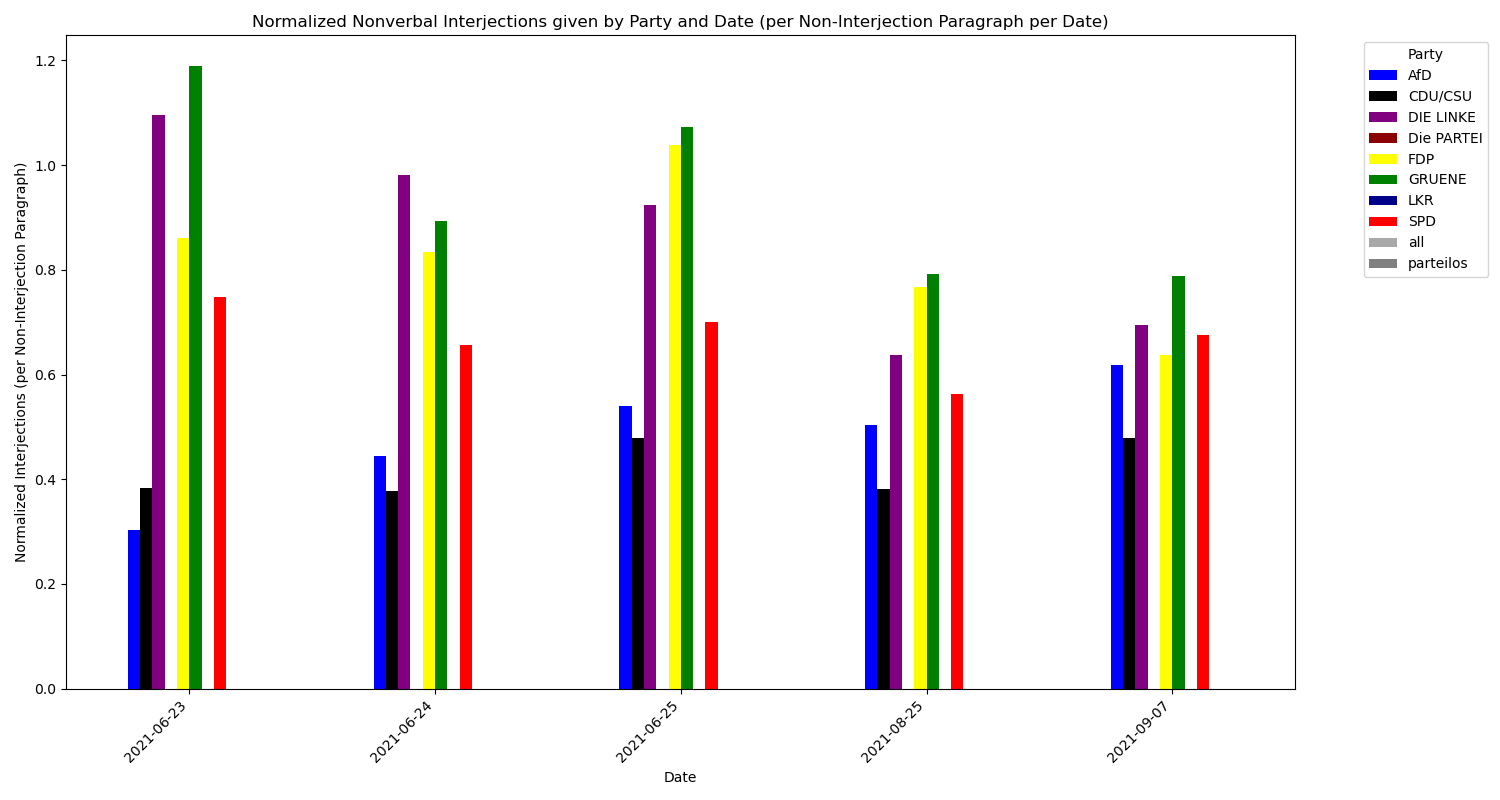 Normalized Nonverbal Interjections given by Party and Date (per Non-Interjection Paragraph per Date)
Normalized Interjections (per Non-Interjection Paragraph)
1.2
1.0
0.8
0.6
0.4
0.2
0.0
2021-06-23
2021-06-24
2021-06-25
2021-08-25
2021-09-07
Date
Party
AfD
CDU/CSU
DIE LINKE
Die PARTEI
FDP
GRUENE
LKR
SPD
all
parteilos